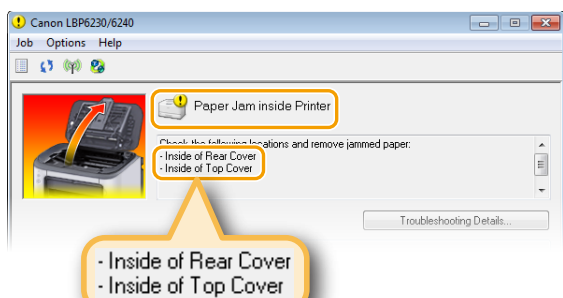 Canon LBP6230/6240
Job Options Help
Paper Jam inside Printer
Check the following locations and remove jammed paper:
- Inside of Rear Cover
- Inside of Top Cover
Troubleshooting Details...
- Inside of Rear Cover
- Inside of Top Cover